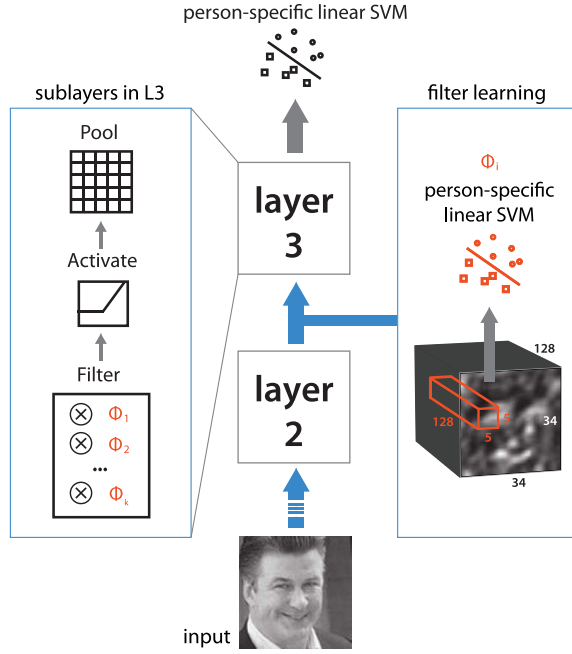 person-specific linear SVM
sublayers in L3
Pool
Activate
Filter
Φ1
Φ2
...
Φk
layer
3
layer
2
input
filter learning
Φi
person-specific
linear SVM
128
128
5
5
34
34